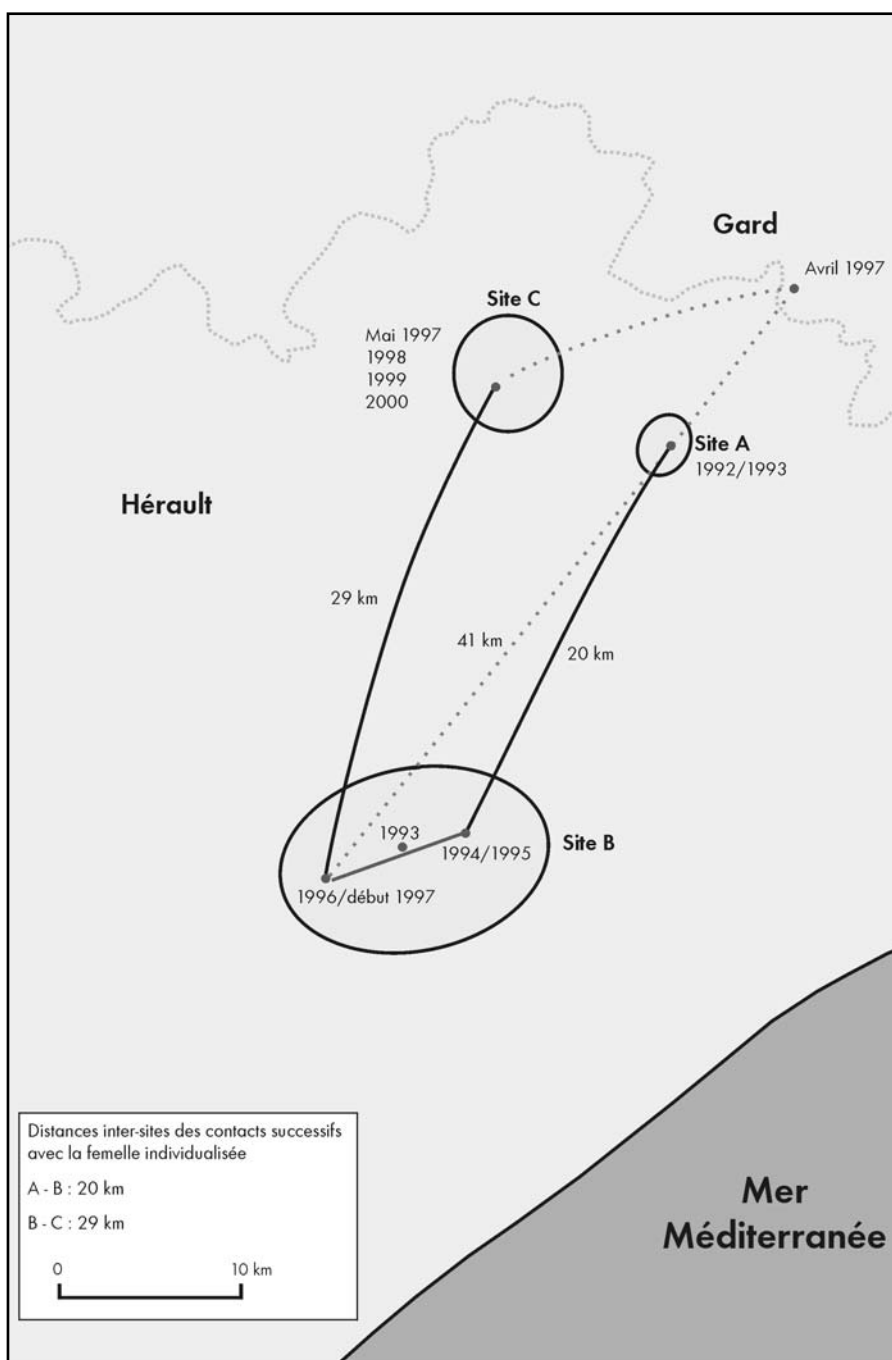 Gard
Avril 1997
Site C
Mai 1997
1998
1999
2000
Site A
1992/1993
Hérault
29 km
41 km
20 km
1993
1994/1995
Site B
1996/début 1997
Distances inter-sites des contacts successifs
avec la femelle individualisée
A - B : 20 km
B - C : 29 km
0
10 km
Mer
Méditerranée